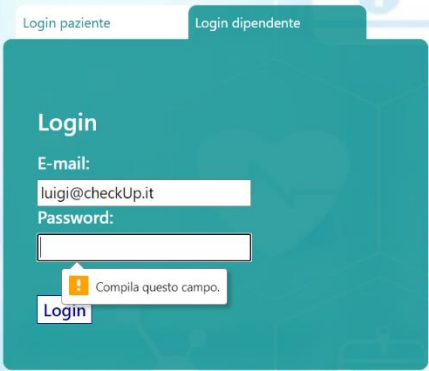 Login paziente
Login dipendente
Login
E-mail:
luigi@checkUp.it
Password:
Compila questo campo.
Login